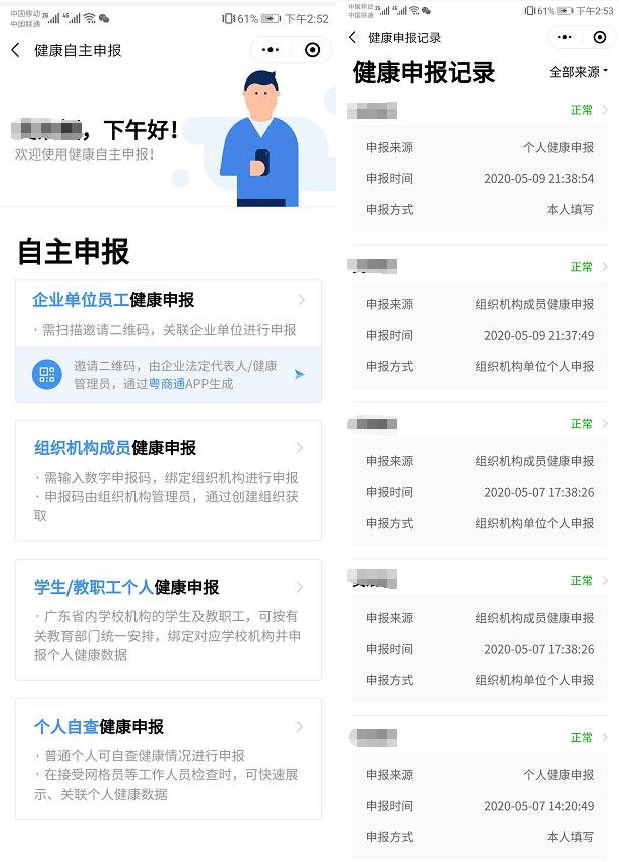 中国移动 2G 4G
中国联通
61% 下午2:52
健康自主申报
，下午好！
欢迎使用健康自主申报！
自主申报
企业单位员工健康申报
· 需扫描邀请二维码，关联企业单位进行申报
邀请二维码，由企业法定代表人/健康
管理员，通过粤商通APP生成
组织机构成员健康申报
· 需输入数字申报码，绑定组织机构进行申报
· 申报码由组织机构管理员，通过创建组织获
取
学生/教职工个人健康申报
· 广东省内学校机构的学生及教职工，可按有
关教育部门统一安排，绑定对应学校机构并申
报个人健康数据
个人自查健康申报
· 普通个人可自查健康情况进行申报
· 在接受网格员等工作人员检查时，可快速展
示、关联个人健康数据
中国移动 2G 4G
中国联通
61% 下午2:53
健康申报记录
健康申报记录 全部来源
正常
申报来源 个人健康申报
申报时间 2020-05-09 21:38:54
申报方式 本人填写
正常
申报来源 组织机构成员健康申报
申报时间 2020-05-09 21:37:49
申报方式 组织机构单位个人申报
正常
申报来源 组织机构成员健康申报
申报时间 2020-05-07 17:38:26
申报方式 组织机构单位个人申报
正常
申报来源 组织机构成员健康申报
申报时间 2020-05-07 17:38:26
申报方式 组织机构单位个人申报
正常
申报来源 个人健康申报
申报时间 2020-05-07 14:20:49
申报方式 本人填写